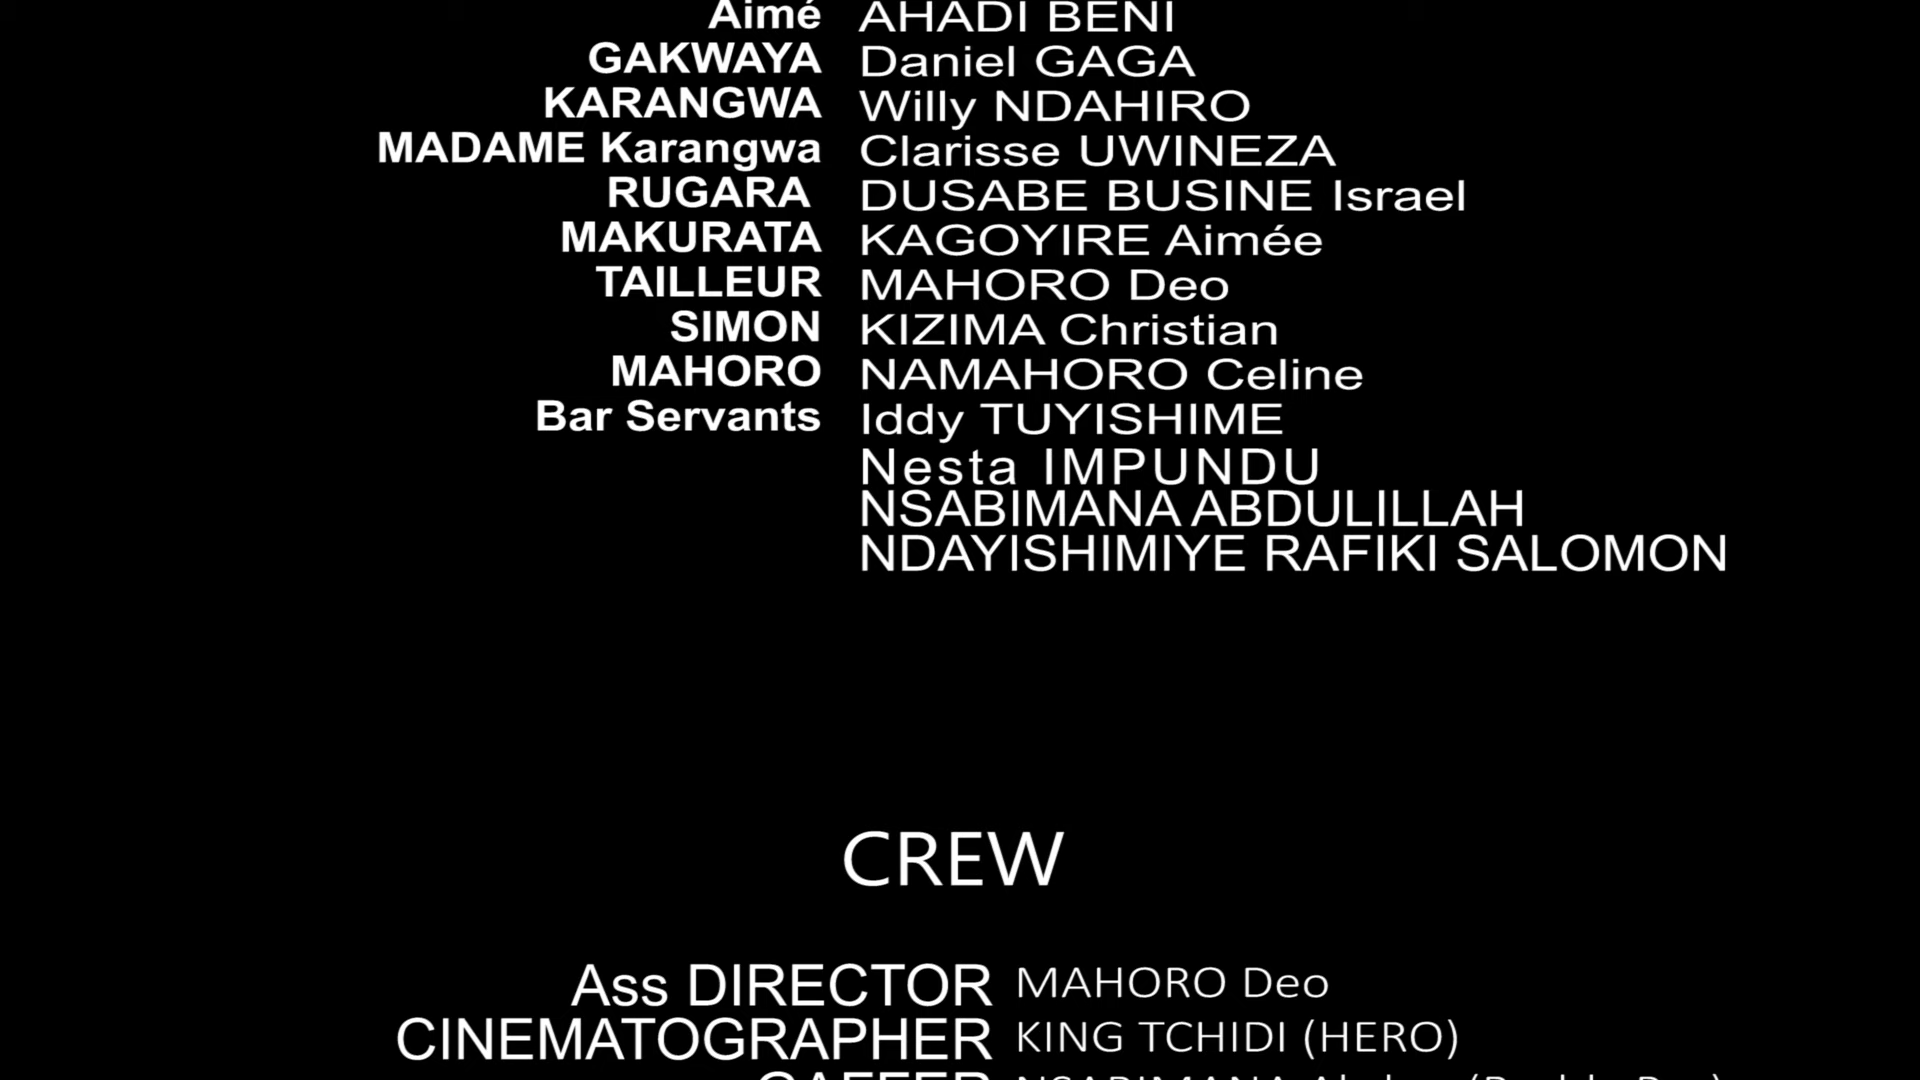 Aimé AHADI BENI
GAKWAYA Daniel GAGA
KARANGWA Willy NDAHIRO
MADAME Karangwa Clarisse UWINEZA
RUGARA DUSABE BUSINE Israel
MAKURATA KAGOYIRE Aimée
TAILLEUR MAHORO Deo
SIMON KIZIMA Christian
MAHORO NAMAHORO Celine
Bar Servants Iddy TUYISHIME
Nesta IMPUNDU
NSABIMANA ABDULILLAH
NDAYISHIMIYE RAFIKI SALOMON
CREW
Ass DIRECTOR MAHORO Deo
CINEMATOGRAPHER KING TCHIDI (HERO)
GAFFER NSABIMANA